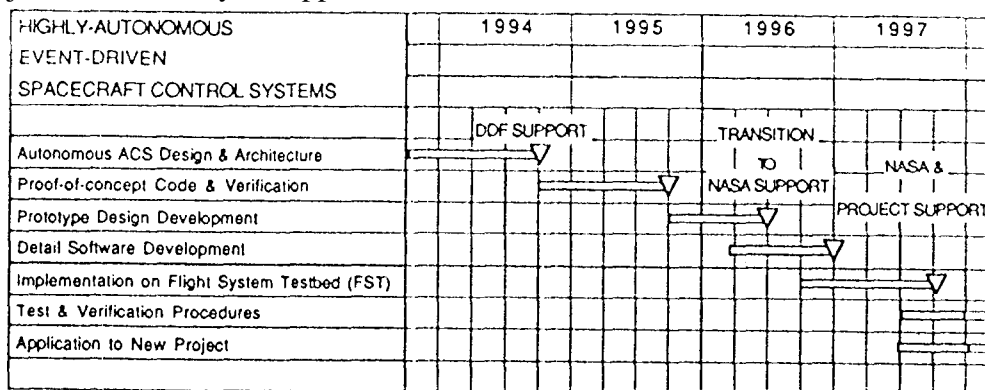 HIGHLY-AUTONOMOUS
EVENT-DRIVEN
SPACECRAFT CONTROL SYSTEMS
1994 1995 1996 1997
DDF SUPPORT
TRANSITION
TO
NASA SUPPORT
NASA &
PROJECT SUPPORT
Autonomous ACS Design & Architecture
Proof-of-concept Code & Verification
Prototype Design Development
Detail Software Development
Implementation on Flight System Testbed (FST)
Test & Verification Procedures
Application to New Project